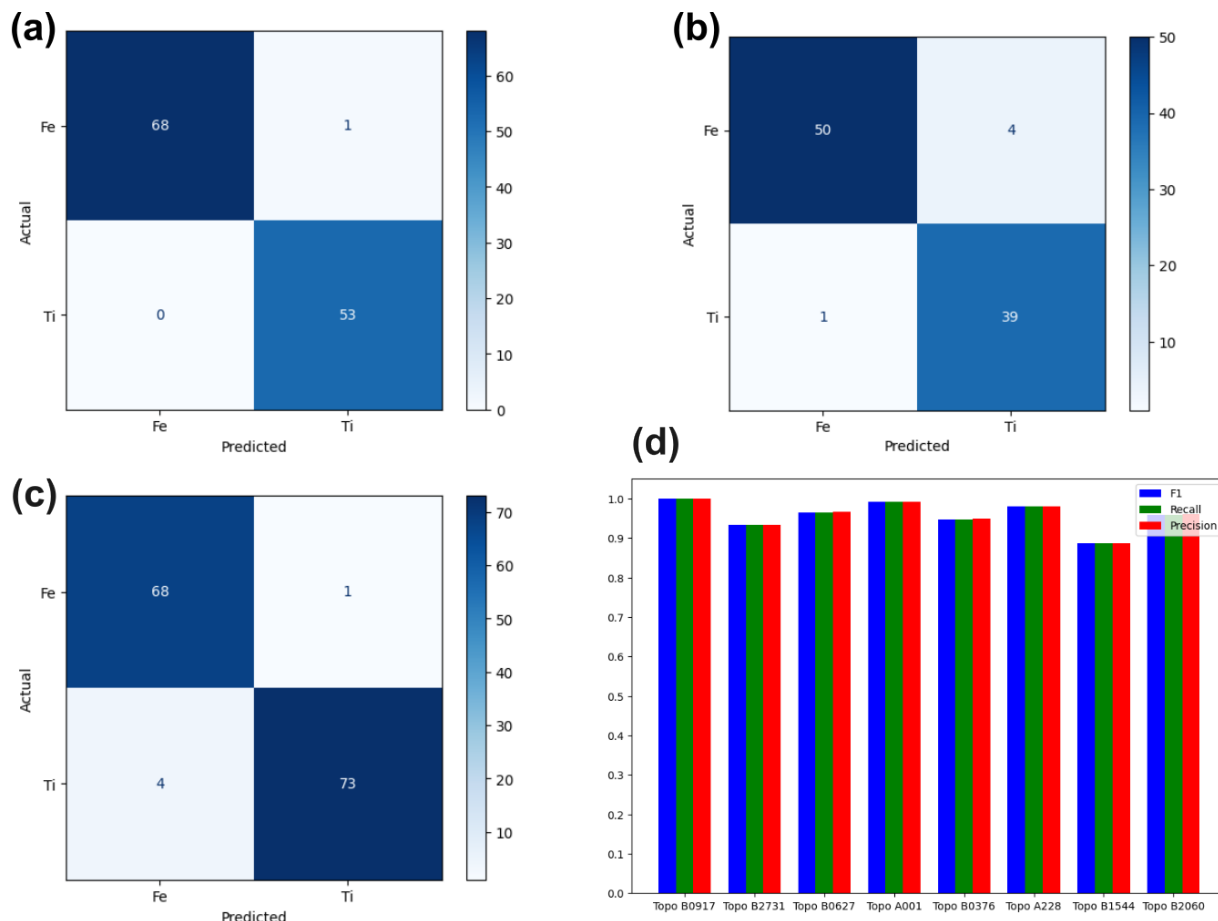 (a)
Actual
Fe
Ti
68
1
0
53
Fe
Ti
Predicted
60
50
40
30
20
10
0
(b)
Actual
Fe
Ti
50
4
1
39
Fe
Ti
Predicted
50
40
30
20
10
(c)
Actual
Fe
Ti
68
1
4
73
Fe
Ti
Predicted
70
60
50
40
30
20
10
(d)
1.0
0.9
0.8
0.7
0.6
0.5
0.4
0.3
0.2
0.1
0.0
F1
Recall
Precision
Topo B0917 Topo B2731 Topo B0627 Topo A001 Topo B0376 Topo A228 Topo B1544 Topo B2060